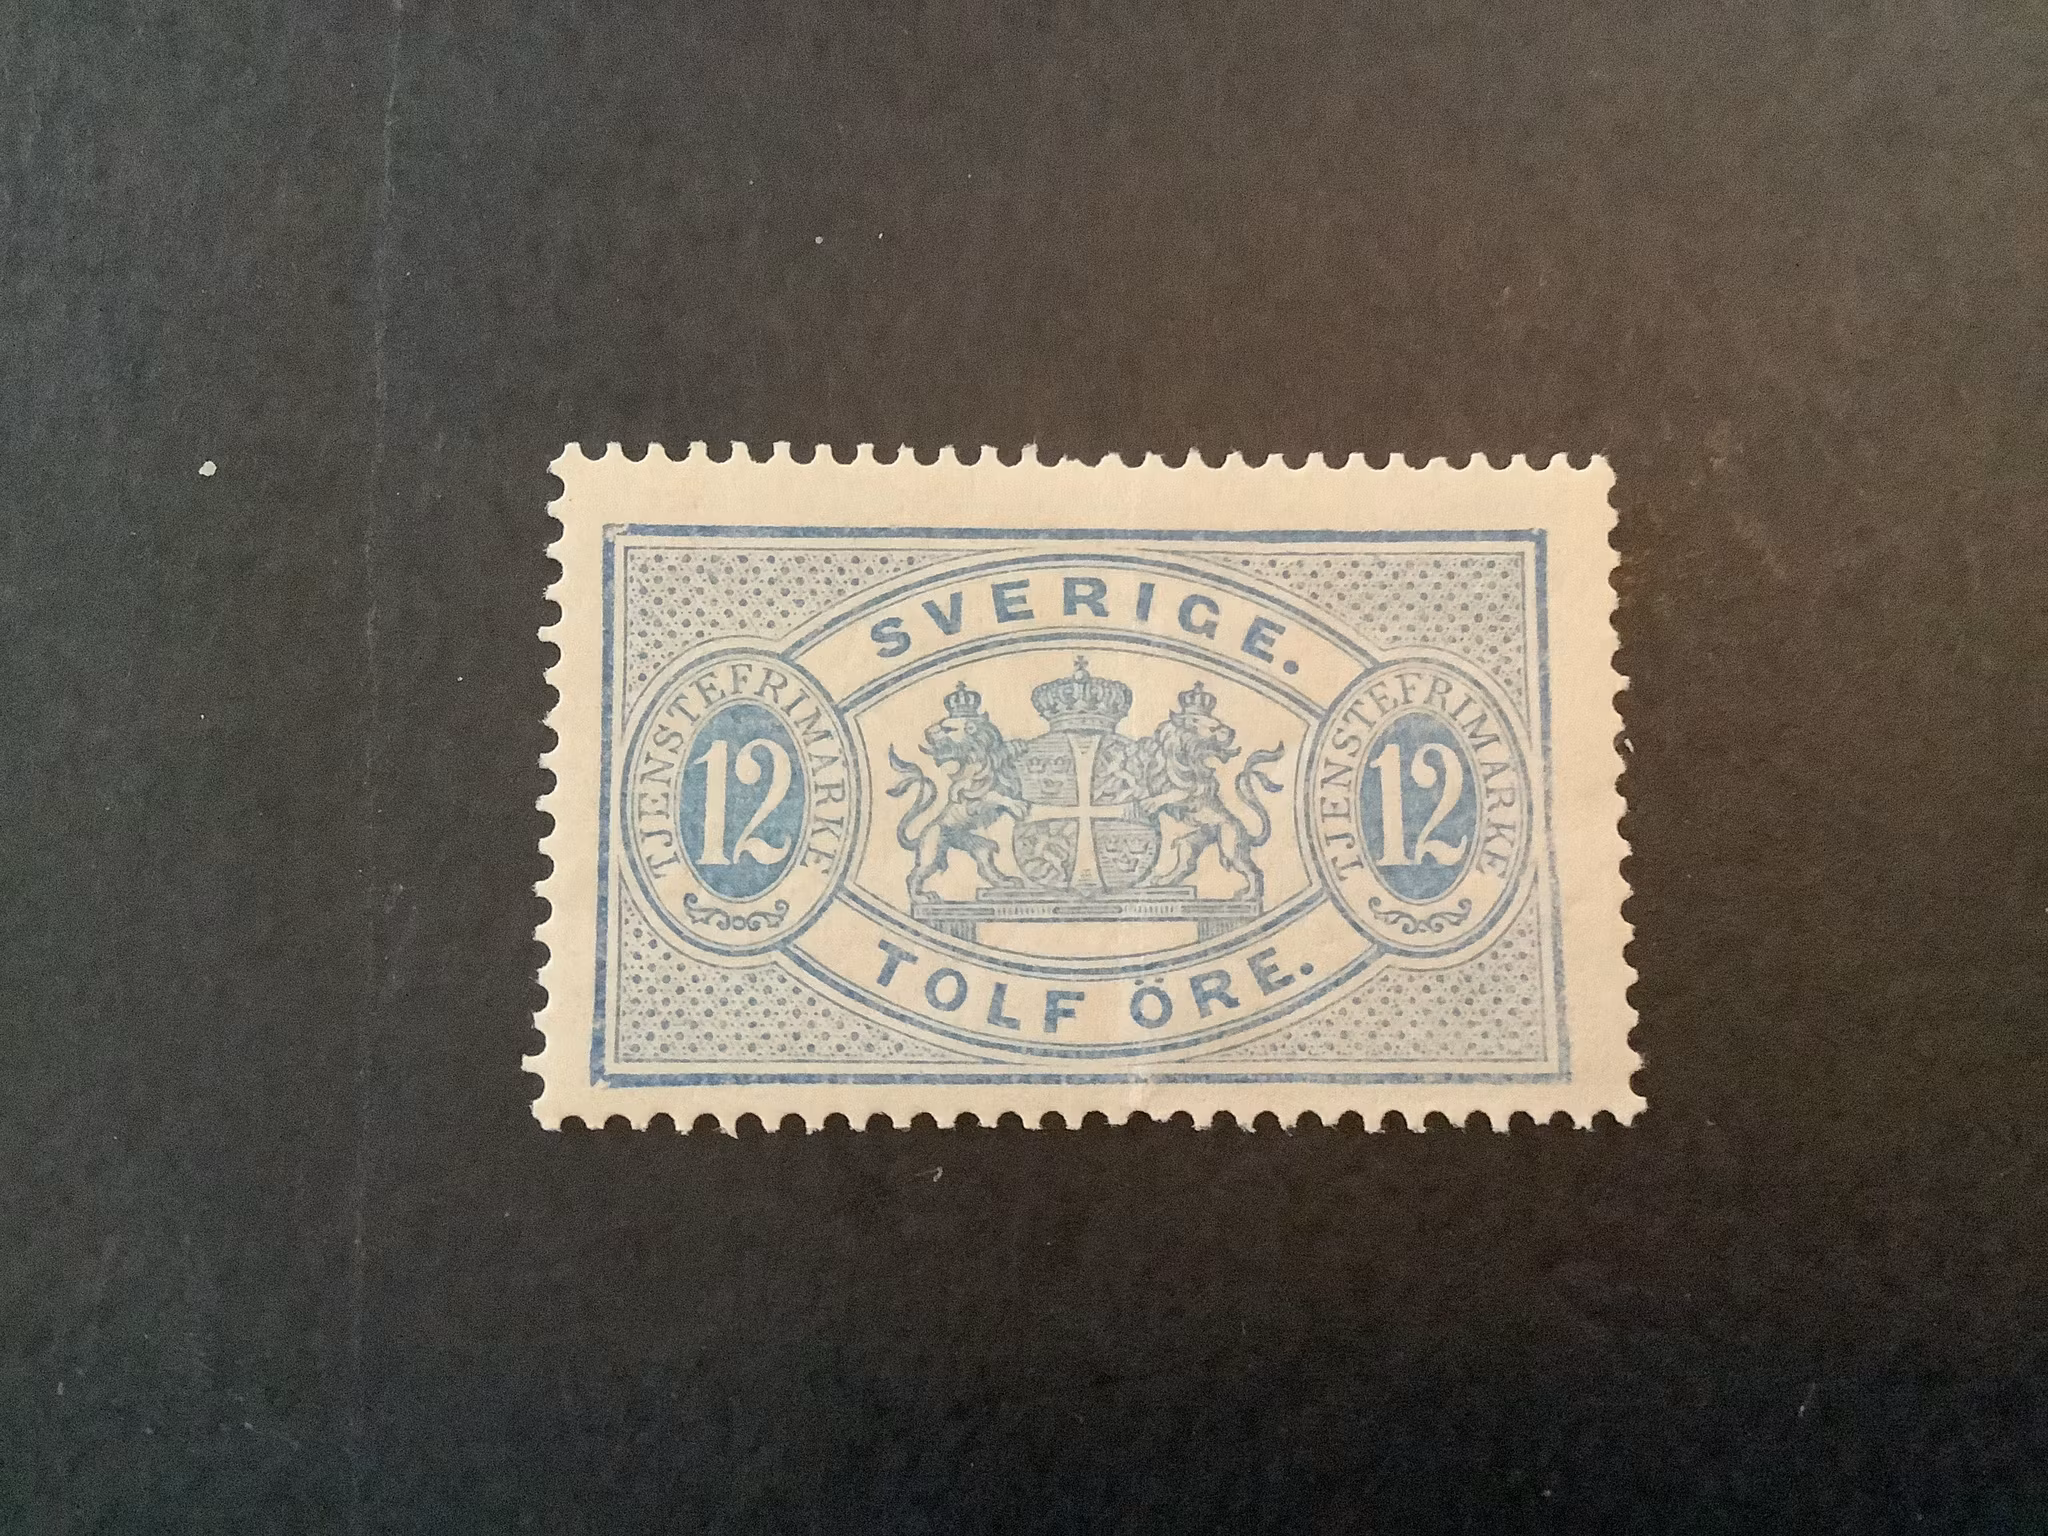 SVERIGE.
TJENSTEFRIMARKE
12
TJENSTEFRIMARKE
12
TOLF ÖRE.